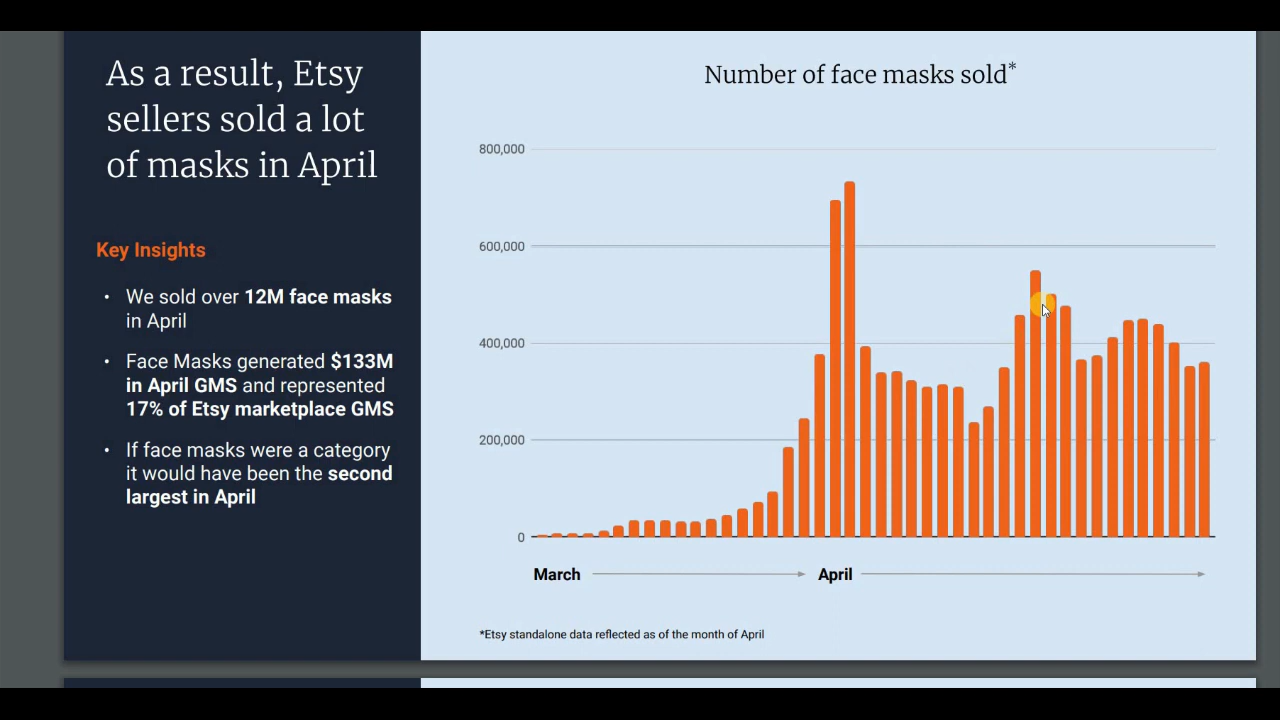 As a result, Etsy
sellers sold a lot
of masks in April
Key Insights
• We sold over 12M face masks
in April
• Face Masks generated $133M
in April GMS and represented
17% of Etsy marketplace GMS
• If face masks were a category
it would have been the second
largest in April
Number of face masks sold*
800,000
600,000
400,000
200,000
0
March
April
*Etsy standalone data reflected as of the month of April